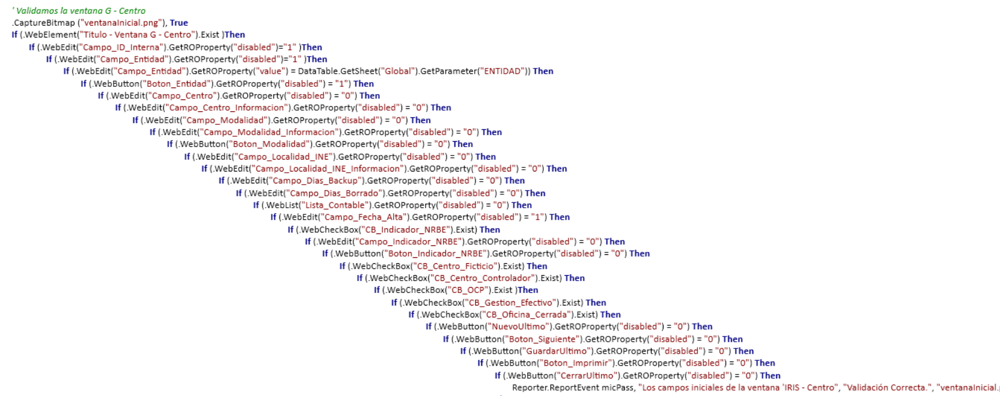 ' Validamos la ventana G - Centro
.CaptureBitmap ("ventanaInicial.png"), True
If (.WebElement("Titulo - Ventana G - Centro").Exist )Then
If (.WebEdit("Campo_ID_Interna").GetROProperty("disabled")="1" )Then
If (.WebEdit("Campo_Entidad").GetROProperty("disabled")="1" )Then
If (.WebEdit("Campo_Entidad").GetROProperty("value") = DataTable.GetSheet("Global").GetParameter("ENTIDAD")) Then
If (.WebButton("Boton_Entidad").GetROProperty("disabled") = "1") Then
If (.WebEdit("Campo_Centro").GetROProperty("disabled") = "0") Then
If (.WebEdit("Campo_Centro_Informacion").GetROProperty("disabled") = "0") Then
If (.WebEdit("Campo_Modalidad").GetROProperty("disabled") = "0") Then
If (.WebEdit("Campo_Modalidad_Informacion").GetROProperty("disabled") = "0") Then
If (.WebButton("Boton_Modalidad").GetROProperty("disabled") = "0") Then
If (.WebEdit("Campo_Localidad_INE").GetROProperty("disabled") = "0") Then
If (.WebEdit("Campo_Localidad_INE_Informacion").GetROProperty("disabled") = "0") Then
If (.WebEdit("Campo_Dias_Backup").GetROProperty("disabled") = "0") Then
If (.WebEdit("Campo_Dias_Borrado").GetROProperty("disabled") = "0") Then
If (.WebList("Lista_Contable").GetROProperty("disabled") = "0") Then
If (.WebEdit("Campo_Fecha_Alta").GetROProperty("disabled") = "1") Then
If (.WebCheckBox("CB_Indicador_NRBE").Exist) Then
If (.WebEdit("Campo_Indicador_NRBE").GetROProperty("disabled") = "0") Then
If (.WebButton("Boton_Indicador_NRBE").GetROProperty("disabled") = "0") Then
If (.WebCheckBox("CB_Centro_Ficticio").Exist) Then
If (.WebCheckBox("CB_Centro_Controlador").Exist) Then
If (.WebCheckBox("CB_OCP").Exist )Then
If (.WebCheckBox("CB_Gestion_Efectivo").Exist) Then
If (.WebCheckBox("CB_Oficina_Cerrada").Exist) Then
If (.WebButton("NuevoUltimo").GetROProperty("disabled") = "0") Then
If (.WebButton("Boton_Siguiente").GetROProperty("disabled") = "0") Then
If (.WebButton("GuardarUltimo").GetROProperty("disabled") = "0") Then
If (.WebButton("Boton_Imprimir").GetROProperty("disabled") = "0") Then
If (.WebButton("CerrarUltimo").GetROProperty("disabled") = "0") Then
Reporter.ReportEvent micPass, "Los campos iniciales de la ventana 'IRIS - Centro", "Validación Correcta.", "ventanaInicial.